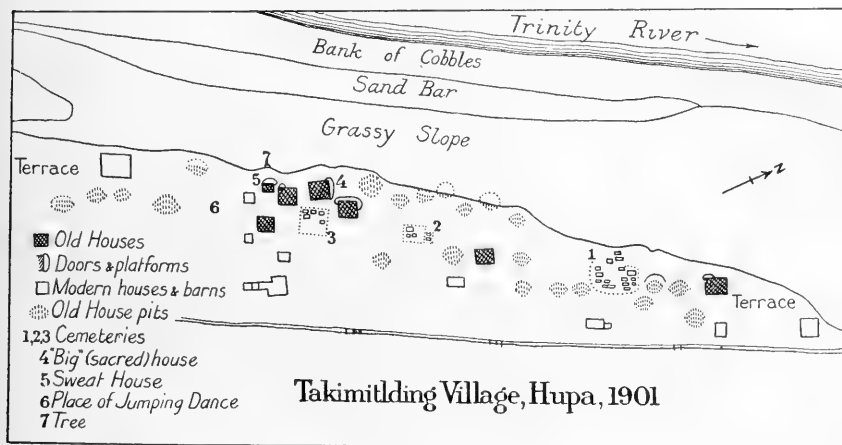 Trinity River
Bank of Cobbles
Sand Bar
Grassy Slope
N
Terrace
7
5
4
6
3
2
1
Terrace
Old Houses
Doors & platforms
Modern houses & barns
Old House pits
1,2,3 Cemeteries
4 "Big" (sacred) house
5 Sweat House
6 Place of Jumping Dance
7 Tree
Takimitlding Village, Hupa, 1901